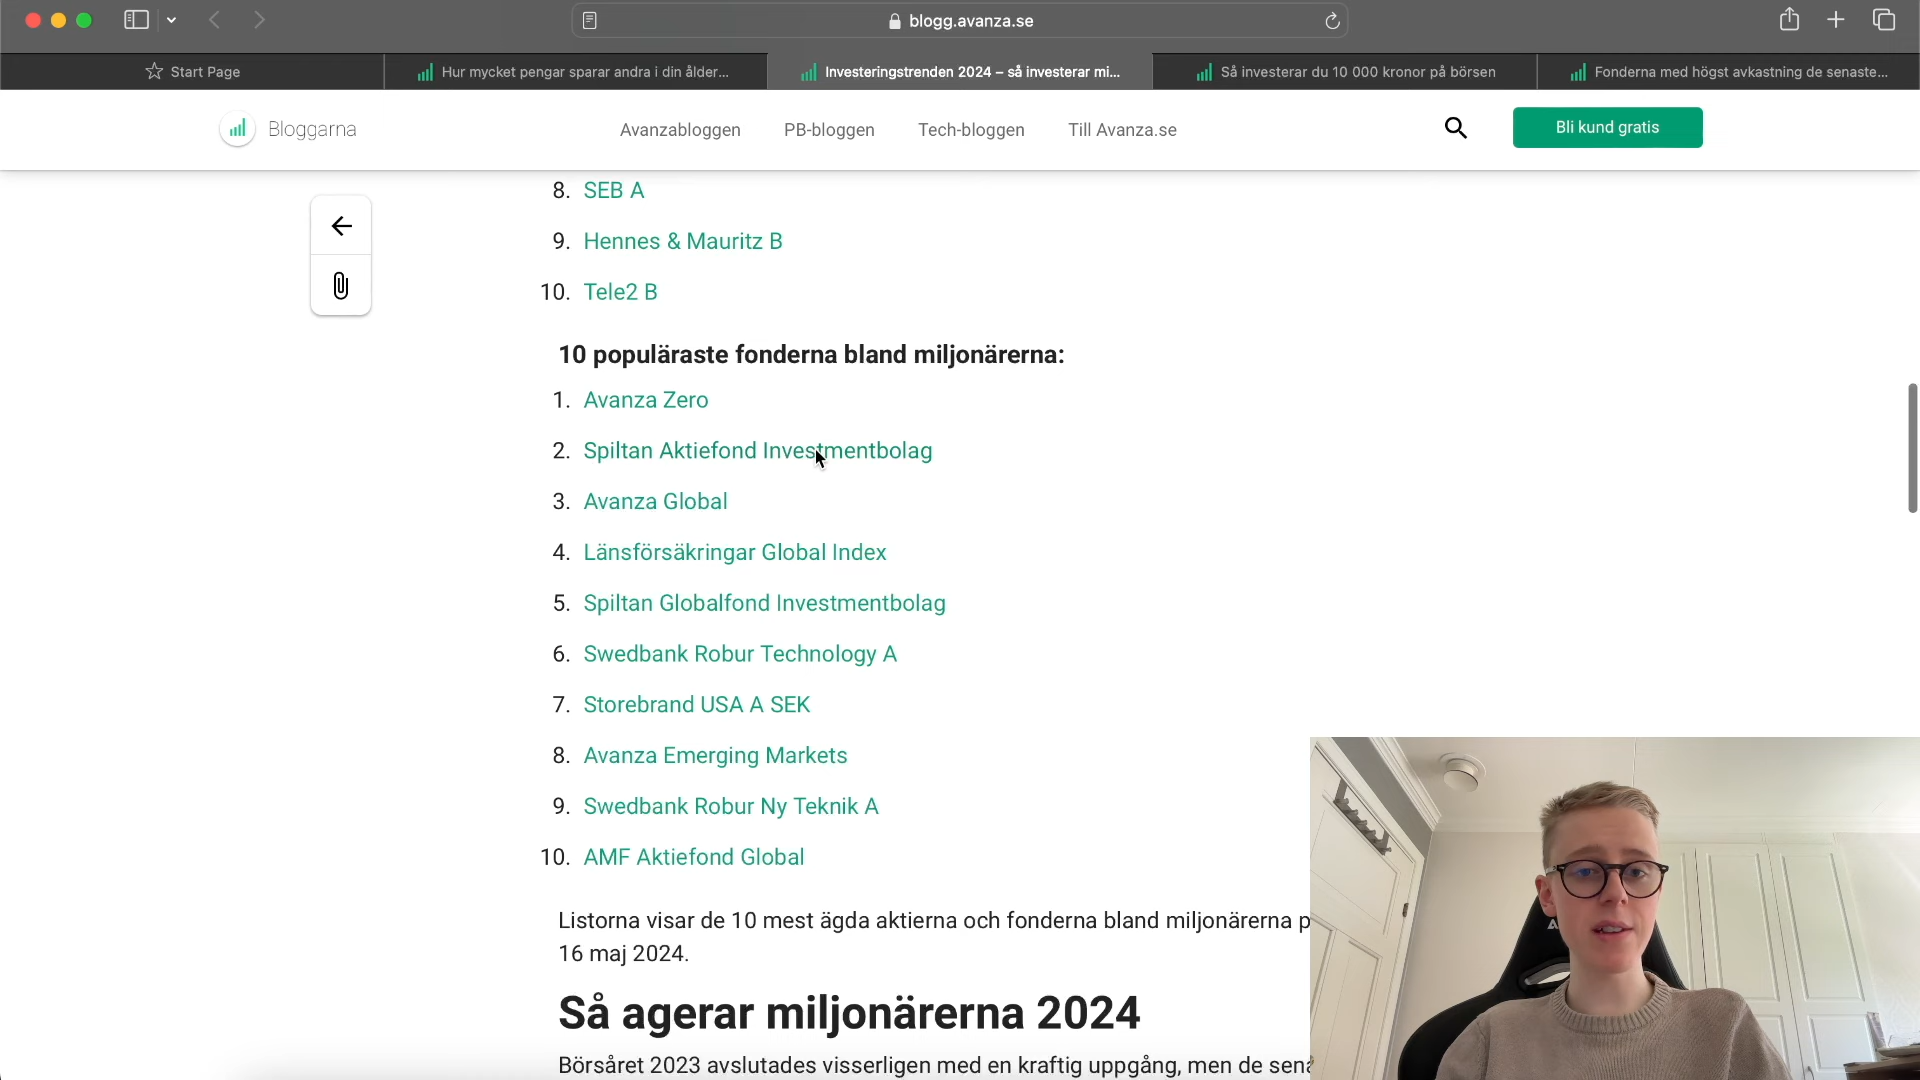 blogg.avanza.se
Start Page
Hur mycket pengar sparar andra i din ålder...
Investeringstrenden 2024 – så investerar mi...
Så investerar du 10 000 kronor på börsen
Fonderna med högst avkastning de senaste...
Bloggarna
Avanzabloggen
PB-bloggen
Tech-bloggen
Till Avanza.se
Bli kund gratis
8. SEB A
9. Hennes & Mauritz B
10. Tele2 B
10 populäraste fonderna bland miljonärerna:
1. Avanza Zero
2. Spiltan Aktiefond Investmentbolag
3. Avanza Global
4. Länsförsäkringar Global Index
5. Spiltan Globalfond Investmentbolag
6. Swedbank Robur Technology A
7. Storebrand USA A SEK
8. Avanza Emerging Markets
9. Swedbank Robur Ny Teknik A
10. AMF Aktiefond Global
Listorna visar de 10 mest ägda aktierna och fonderna bland miljonärerna
16 maj 2024.
Så agerar miljonärerna 2024
Börsåret 2023 avslutades visserligen med en kraftig uppgång, men de